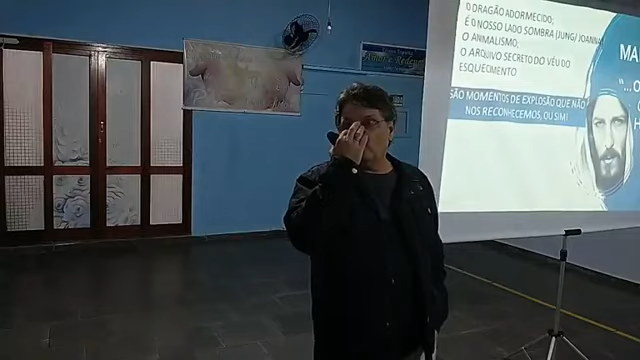 O DRAGÃO ADORMECIDO;
É O NOSSO LADO SOMBRA (JUNG/ JOANNA
O ANIMALISMO;
O ARQUIVO SECRETO DO VÉU DO
ESQUECIMENTO
SÃO MOMENTOS DE EXPLOSÃO QUE NÃO
NOS RECONHECEMOS, OU SIM!
MA
"...O
H